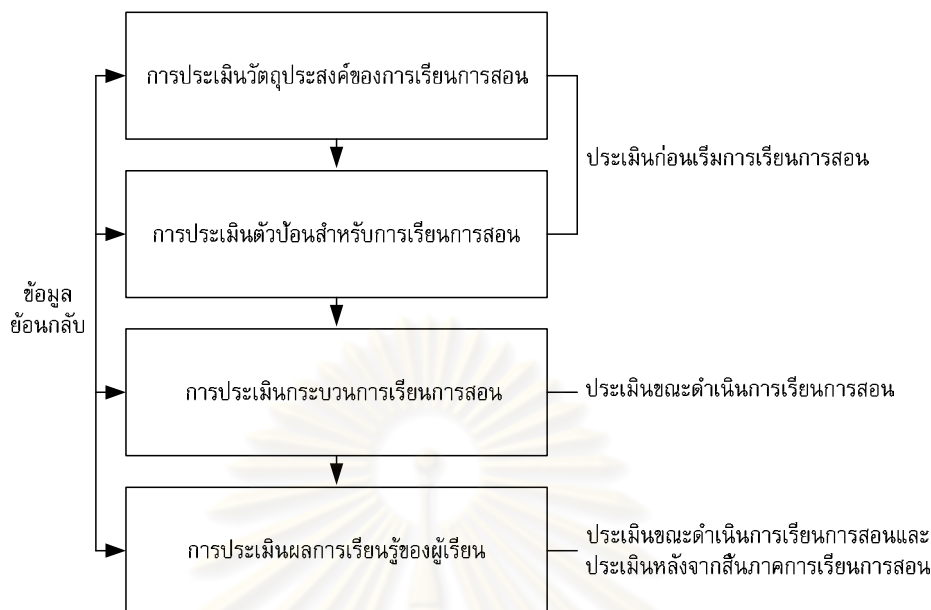 การประเมินวัตถุประสงค์ของการเรียนการสอน
ประเมินก่อนเริ่มการเรียนการสอน
การประเมินตัวป้อนสำหรับการเรียนการสอน
ข้อมูล
ย้อนกลับ
การประเมินกระบวนการเรียนการสอน
ประเมินขณะดำเนินการเรียนการสอน
การประเมินผลการเรียนรู้ของผู้เรียน
ประเมินขณะดำเนินการเรียนการสอนและ
ประเมินหลังจากสิ้นภาคการเรียนการสอน